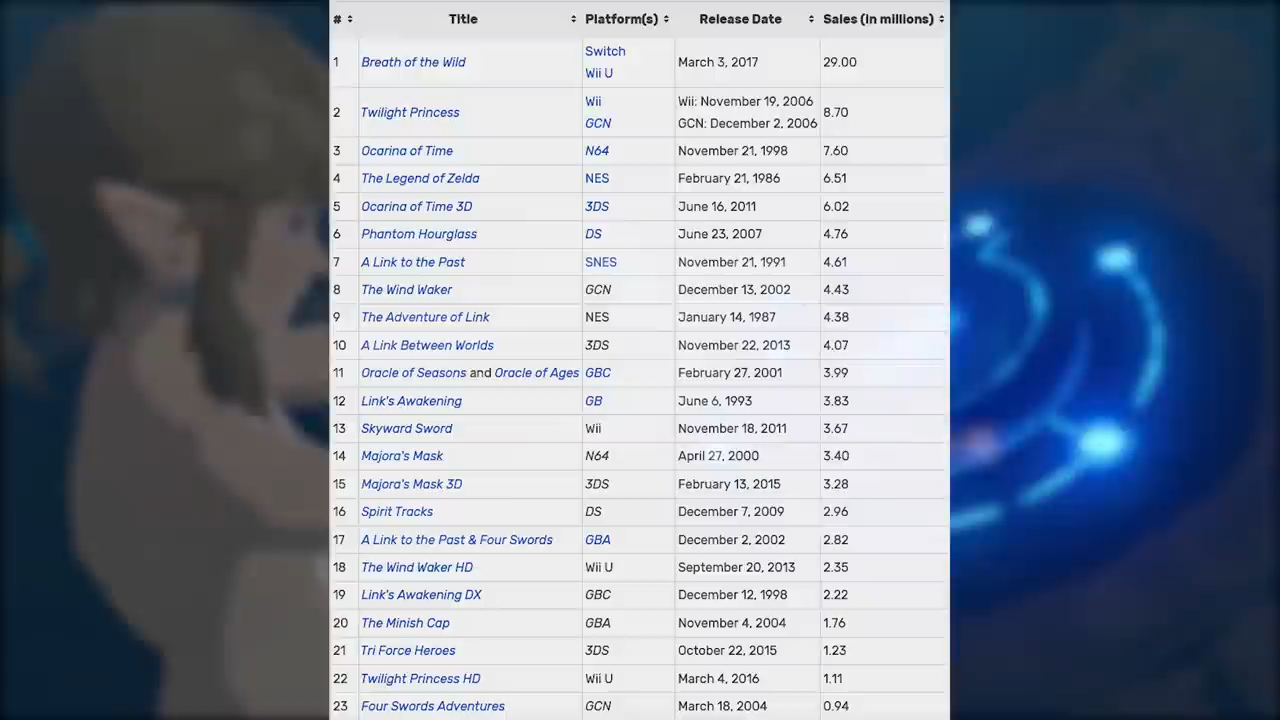 # Title Platform(s) Release Date Sales (in millions)
1 Breath of the Wild Switch Wii U March 3, 2017 29.00
2 Twilight Princess Wii GCN Wii: November 19, 2006 GCN: December 2, 2006 8.70
3 Ocarina of Time N64 November 21, 1998 7.60
4 The Legend of Zelda NES February 21, 1986 6.51
5 Ocarina of Time 3D 3DS June 16, 2011 6.02
6 Phantom Hourglass DS June 23, 2007 4.76
7 A Link to the Past SNES November 21, 1991 4.61
8 The Wind Waker GCN December 13, 2002 4.43
9 The Adventure of Link NES January 14, 1987 4.38
10 A Link Between Worlds 3DS November 22, 2013 4.07
11 Oracle of Seasons and Oracle of Ages GBC February 27, 2001 3.99
12 Link's Awakening GB June 6, 1993 3.83
13 Skyward Sword Wii November 18, 2011 3.67
14 Majora's Mask N64 April 27, 2000 3.40
15 Majora's Mask 3D 3DS February 13, 2015 3.28
16 Spirit Tracks DS December 7, 2009 2.96
17 A Link to the Past & Four Swords GBA December 2, 2002 2.82
18 The Wind Waker HD Wii U September 20, 2013 2.35
19 Link's Awakening DX GBC December 12, 1998 2.22
20 The Minish Cap GBA November 4, 2004 1.76
21 Tri Force Heroes 3DS October 22, 2015 1.23
22 Twilight Princess HD Wii U March 4, 2016 1.11
23 Four Swords Adventures GCN March 18, 2004 0.94